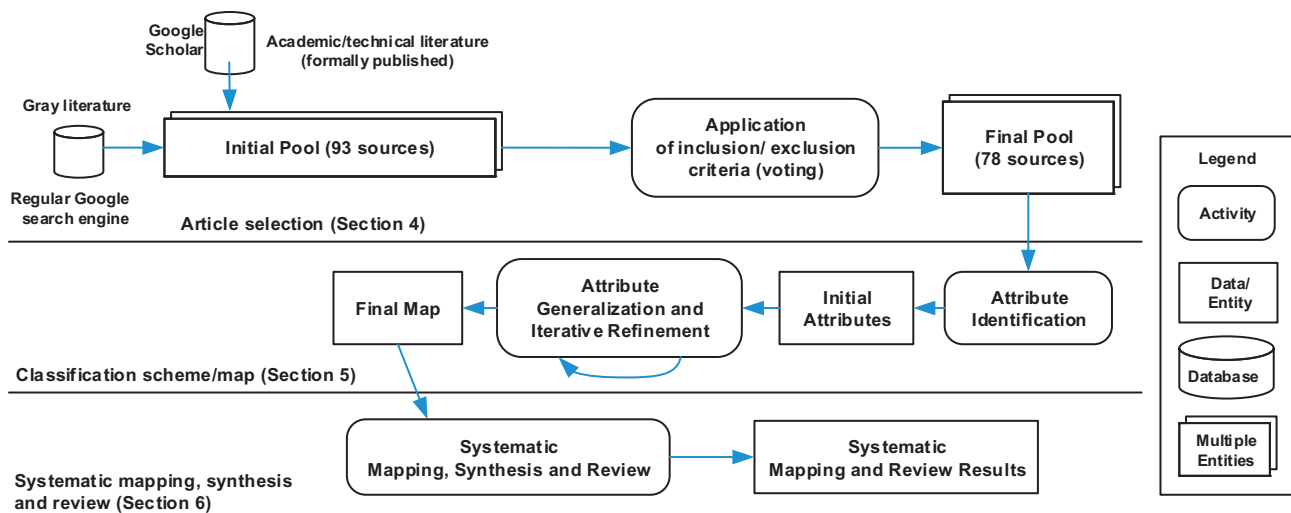 Google
Scholar
Academic/technical literature
(formally published)
Gray literature
Regular Google
search engine
Initial Pool (93 sources)
Application
of inclusion/ exclusion
criteria (voting)
Final Pool
(78 sources)
Article selection (Section 4)
Final Map
Attribute
Generalization and
Iterative Refinement
Initial
Attributes
Attribute
Identification
Classification scheme/map (Section 5)
Systematic
Mapping, Synthesis and Review
Systematic
Mapping and Review Results
Systematic mapping, synthesis
and review (Section 6)
Legend
Activity
Data/
Entity
Database
Multiple
Entities